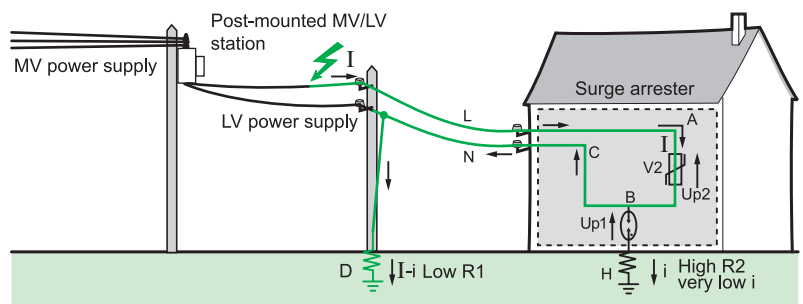 Post-mounted MV/LV
station
MV power supply
I
Surge arrester
LV power supply
L
A
N
C
I
V2
Up2
B
Up1
D
I-i Low R1
H
i
High R2
very low i